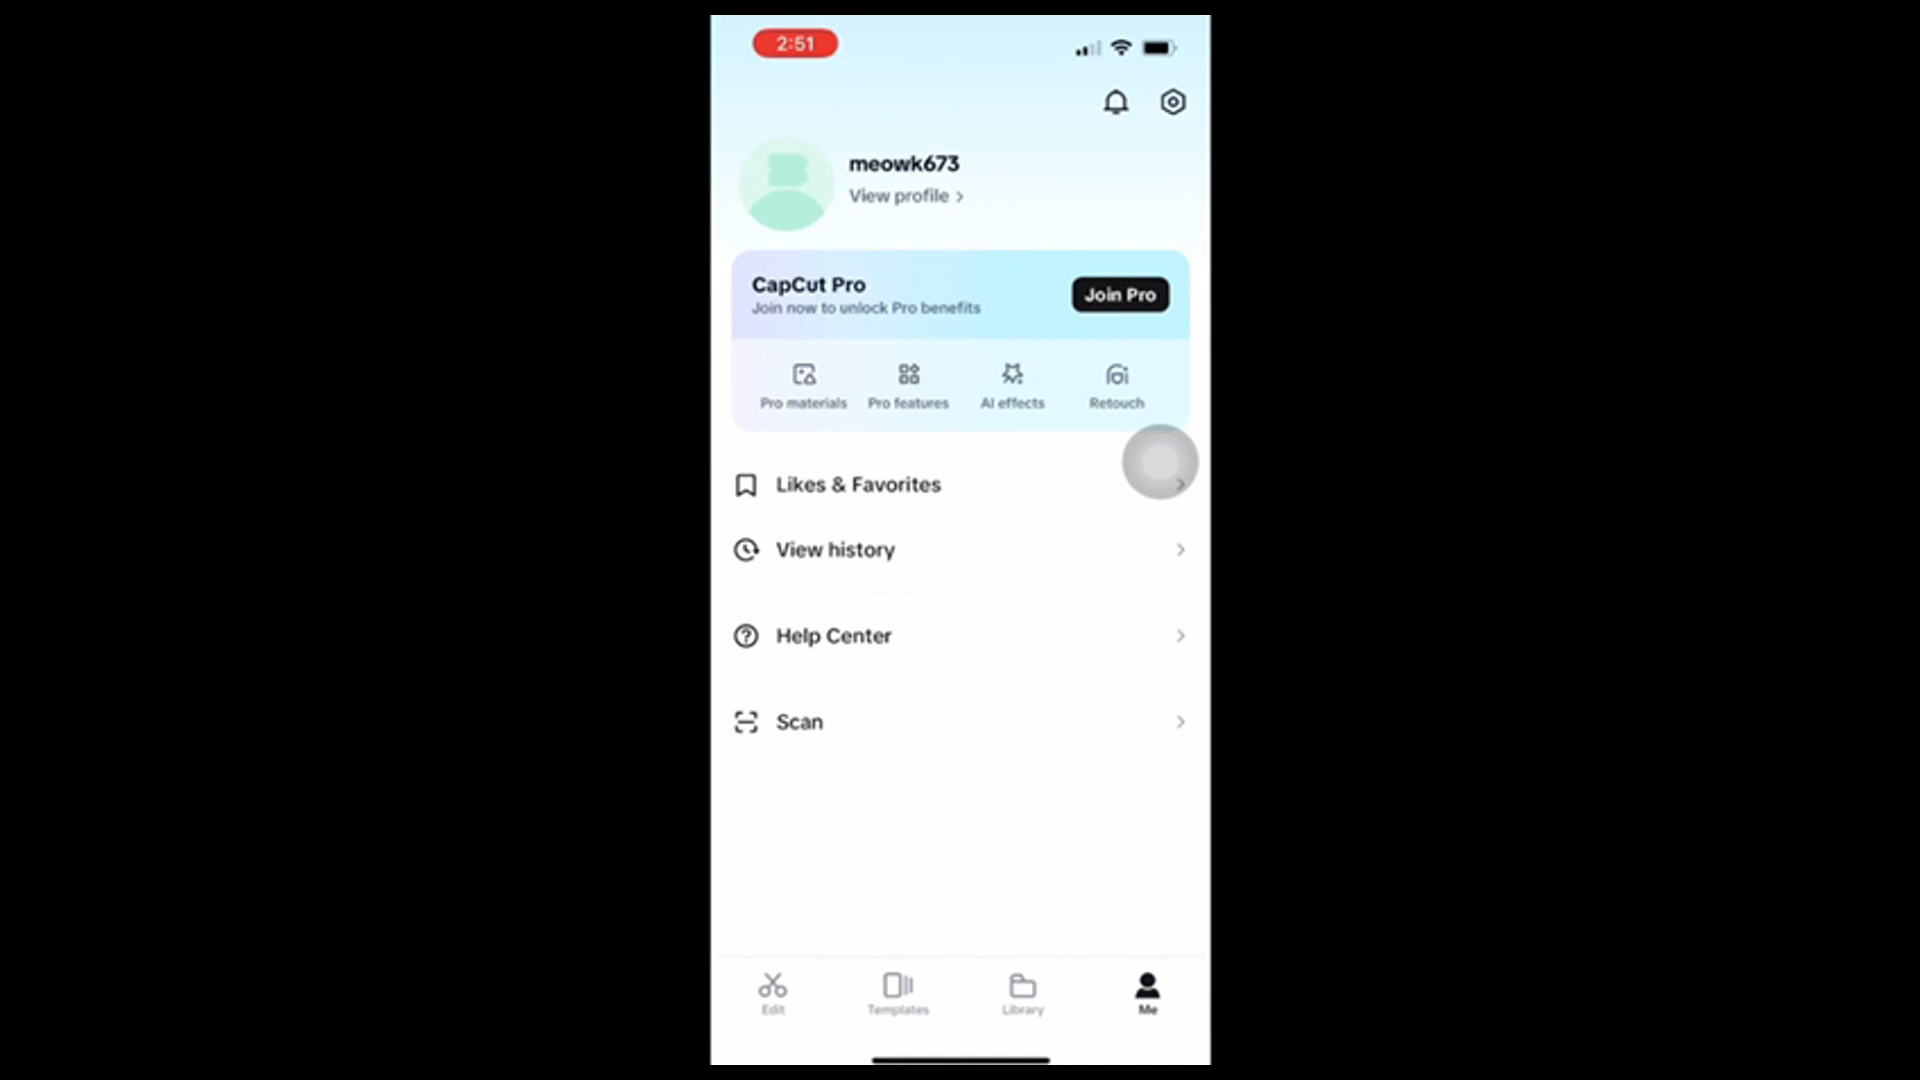 2:51
meowk673
View profile >
CapCut Pro
Join now to unlock Pro benefits
Join Pro
Pro materials
Pro features
AI effects
Retouch
Likes & Favorites
View history
Help Center
Scan
Edit
Templates
Library
Me